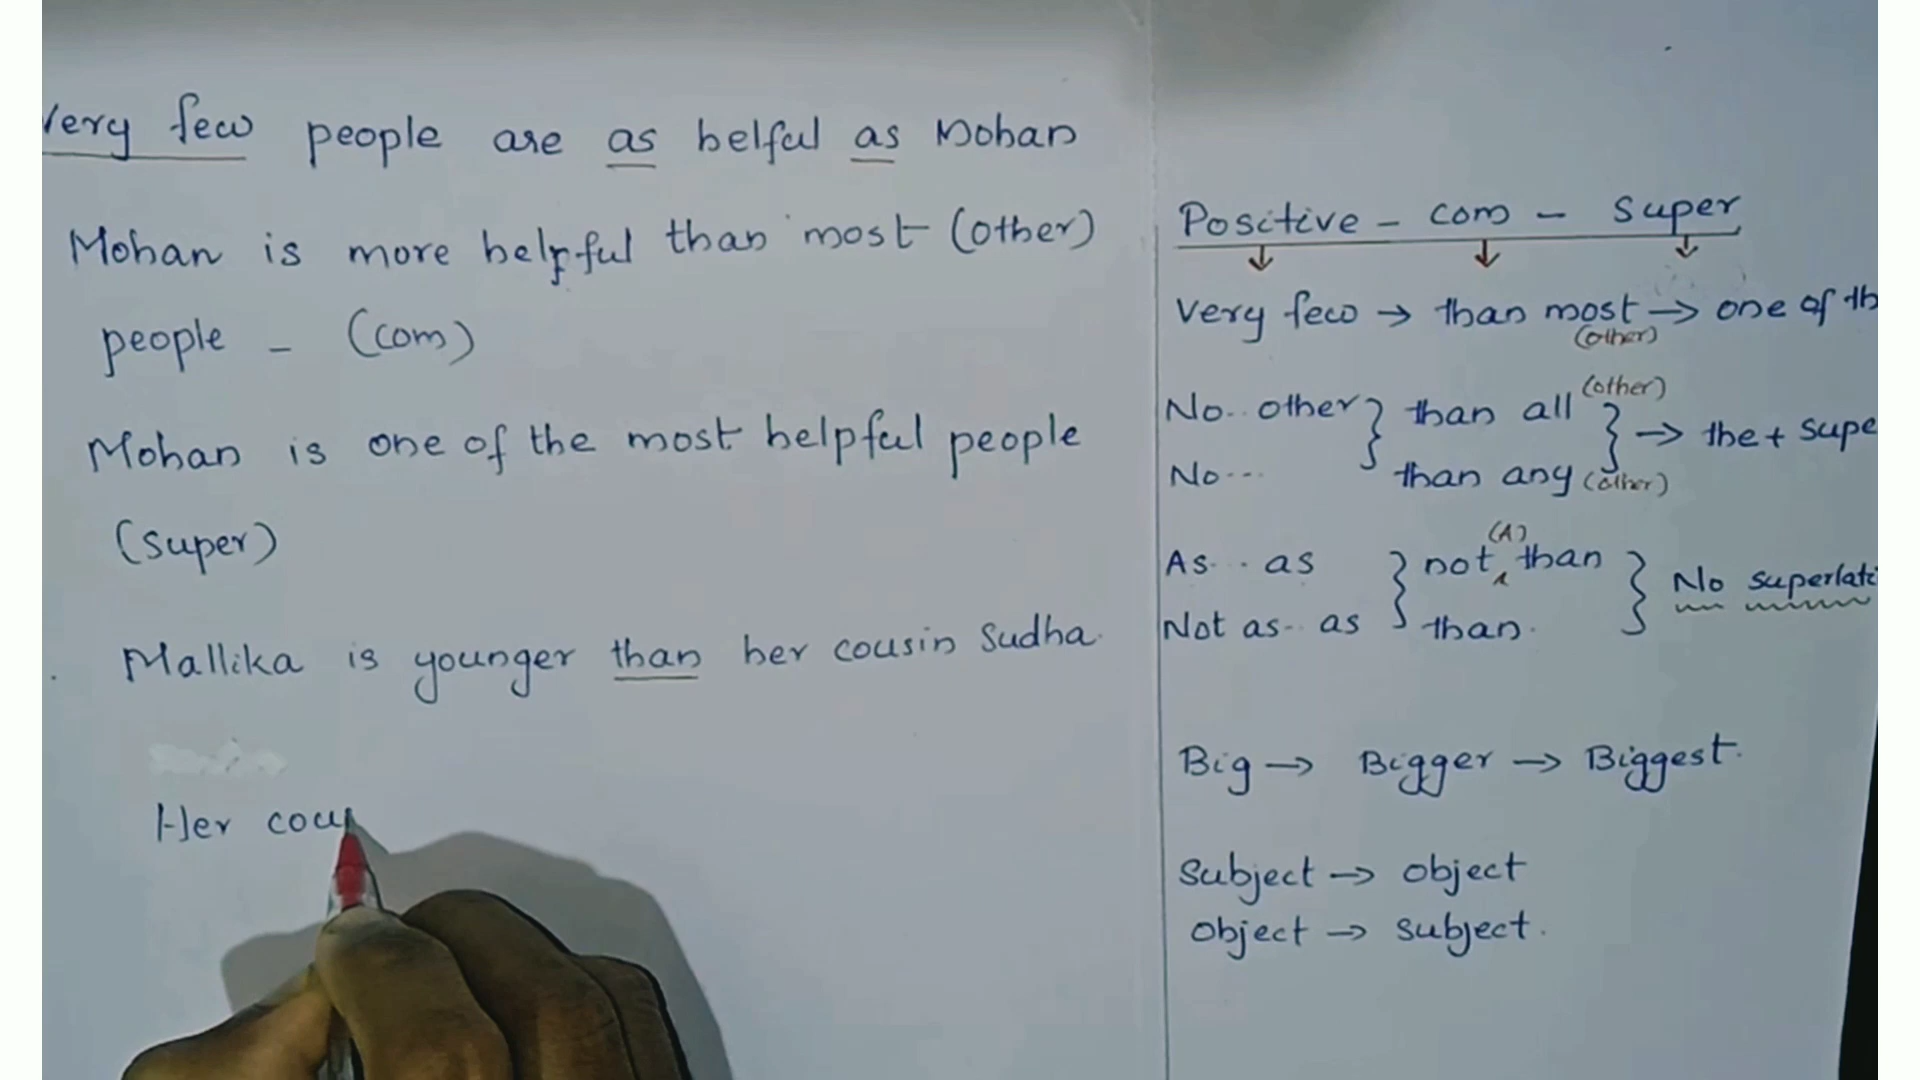 Very few people are as helful as Mohan
Mohan is more helpful than most (other)
people - (com)
Mohan is one of the most helpful people
(super)
Mallika is younger than her cousin Sudha.
Her cou
Positive - com - super
Very few → than most → one of th
(other)
(other)
No.. other } than all } → the + supe
No... than any (other)
(A)
As... as } not ‸ than } No superlati
Not as.. as than.
Big → Bigger → Biggest.
Subject → object
object → subject.